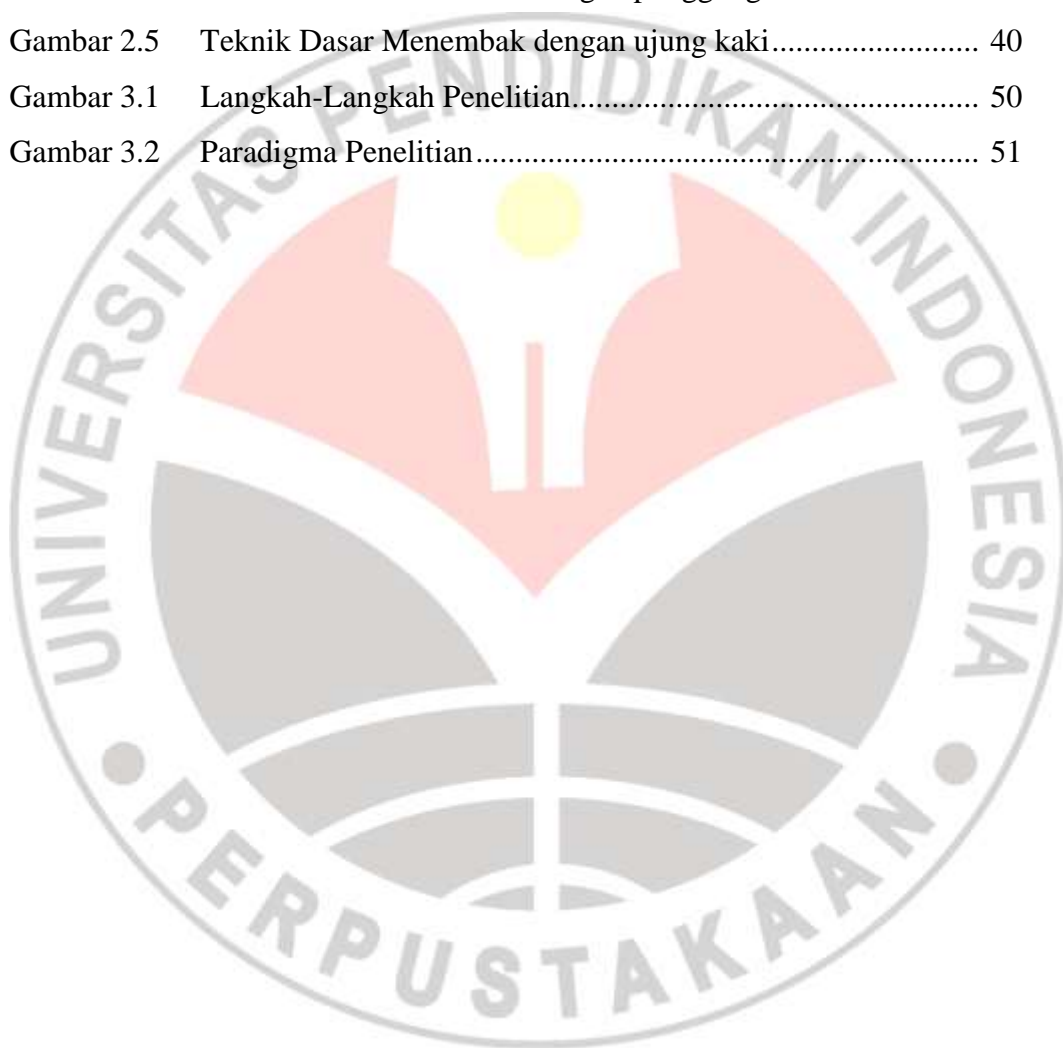 Gambar 2.5 Teknik Dasar Menembak dengan ujung kaki.......................... 40
Gambar 3.1 Langkah-Langkah Penelitian.................................................... 50
Gambar 3.2 Paradigma Penelitian................................................................ 51
UNIVERSITAS PENDIDIKAN INDONESIA
• PERPUSTAKAAN •